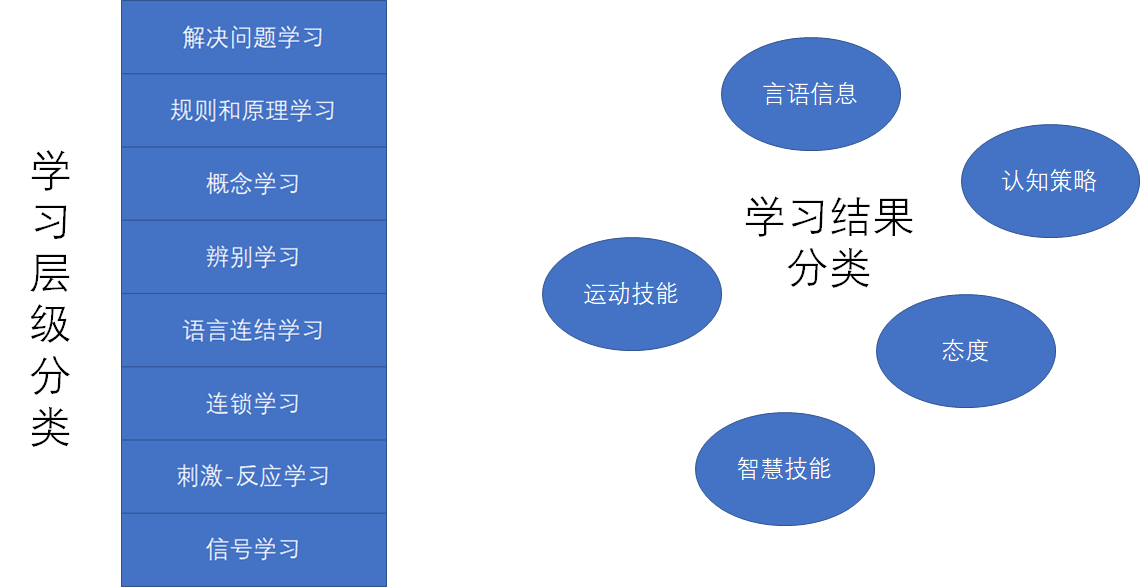 学
习
层
级
分
类
解决问题学习
规则和原理学习
概念学习
辨别学习
语言连结学习
连锁学习
刺激-反应学习
信号学习
言语信息
认知策略
学习结果
分类
运动技能
态度
智慧技能